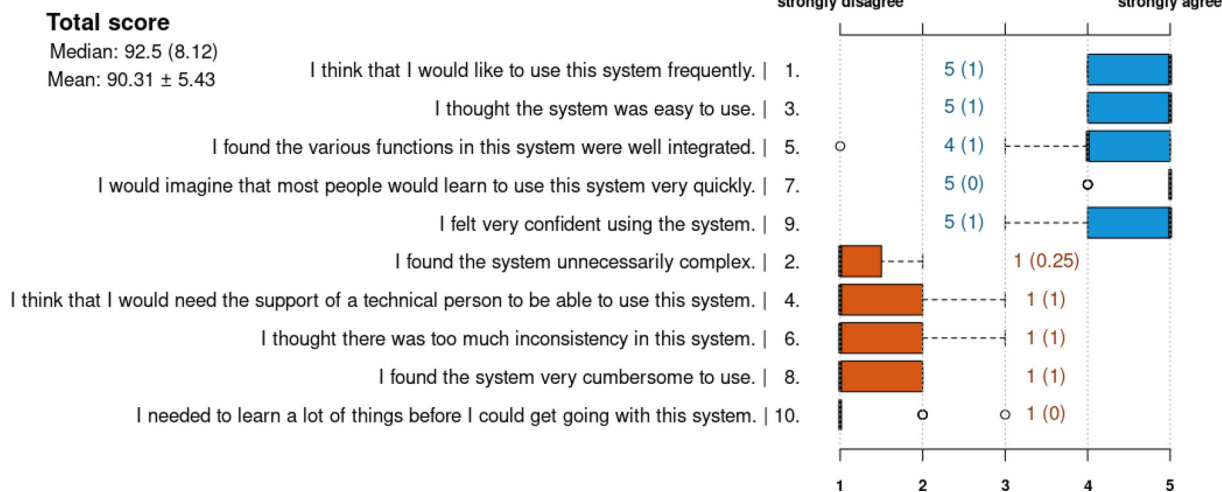 strongly disagree strongly agree
Total score
Median: 92.5 (8.12)
Mean: 90.31 ± 5.43
I think that I would like to use this system frequently. | 1. 5 (1)
I thought the system was easy to use. | 3. 5 (1)
I found the various functions in this system were well integrated. | 5. 4 (1)
I would imagine that most people would learn to use this system very quickly. | 7. 5 (0)
I felt very confident using the system. | 9. 5 (1)
I found the system unnecessarily complex. | 2. 1 (0.25)
I think that I would need the support of a technical person to be able to use this system. | 4. 1 (1)
I thought there was too much inconsistency in this system. | 6. 1 (1)
I found the system very cumbersome to use. | 8. 1 (1)
I needed to learn a lot of things before I could get going with this system. | 10. 1 (0)
1 2 3 4 5